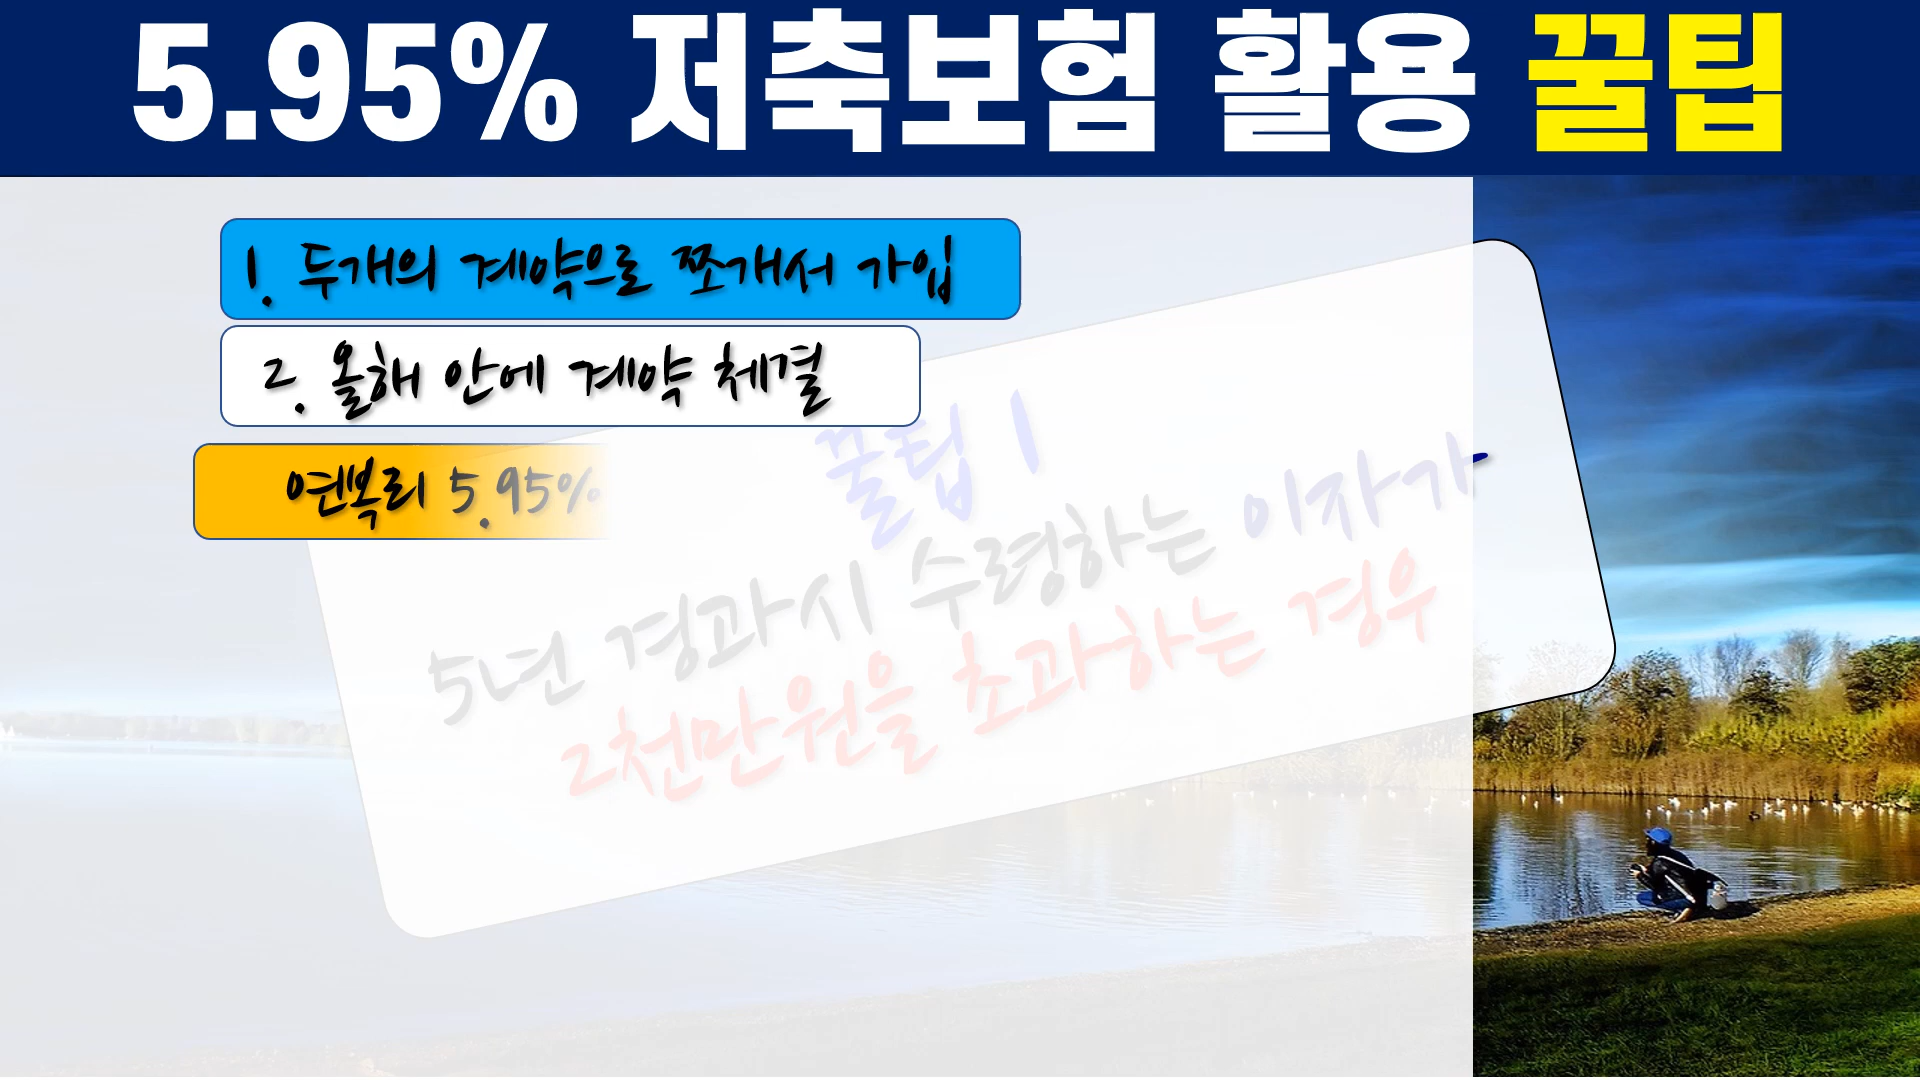 5.95% 저축보험 활용 꿀팁
1. 두개의 계약으로 쪼개서 가입
2. 올해 안에 계약 체결
연복리 5.95%
꿀팁 1
5년 경과시 수령하는 이자가
2천만원을 초과하는 경우